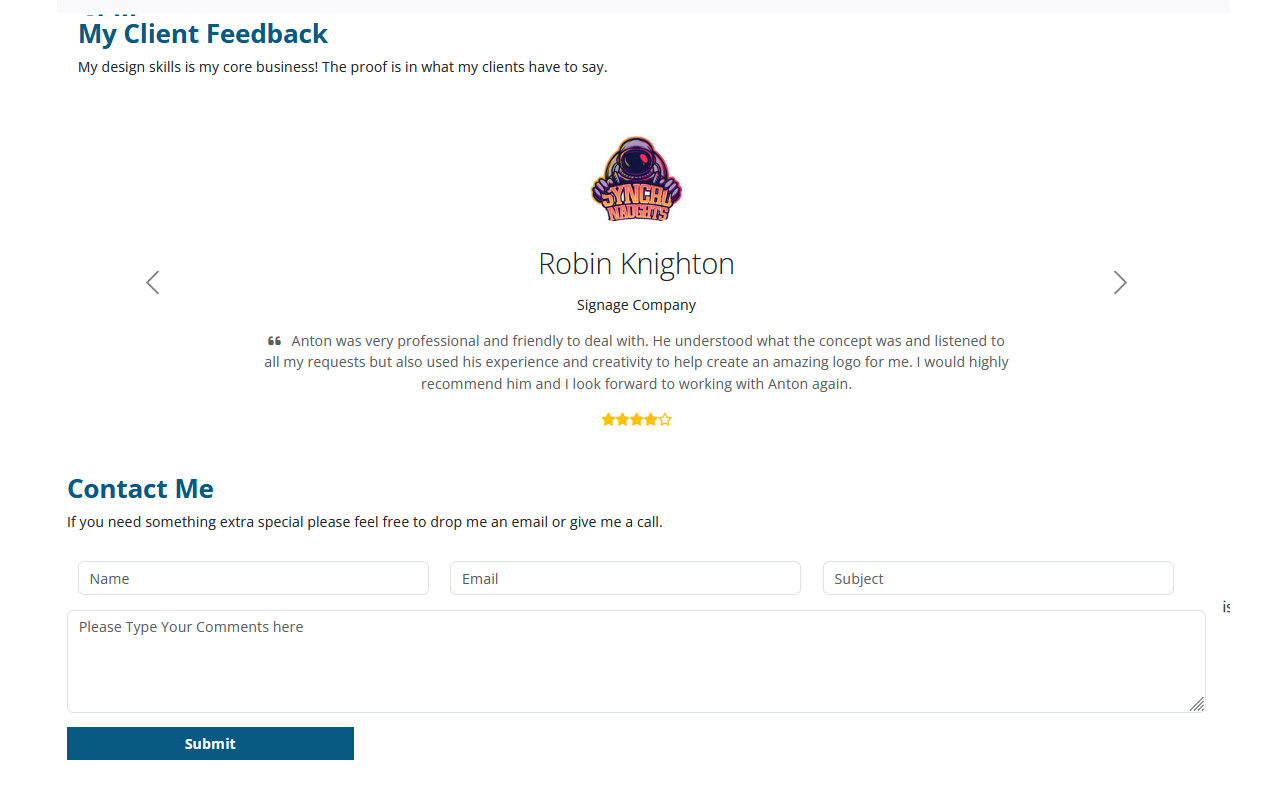 My Client Feedback
My design skills is my core business! The proof is in what my clients have to say.
SYNCRO
NAUGHTS
Robin Knighton
Signage Company
❝ Anton was very professional and friendly to deal with. He understood what the concept was and listened to
all my requests but also used his experience and creativity to help create an amazing logo for me. I would highly
recommend him and I look forward to working with Anton again.
Contact Me
If you need something extra special please feel free to drop me an email or give me a call.
Name Email Subject
is
Please Type Your Comments here
Submit